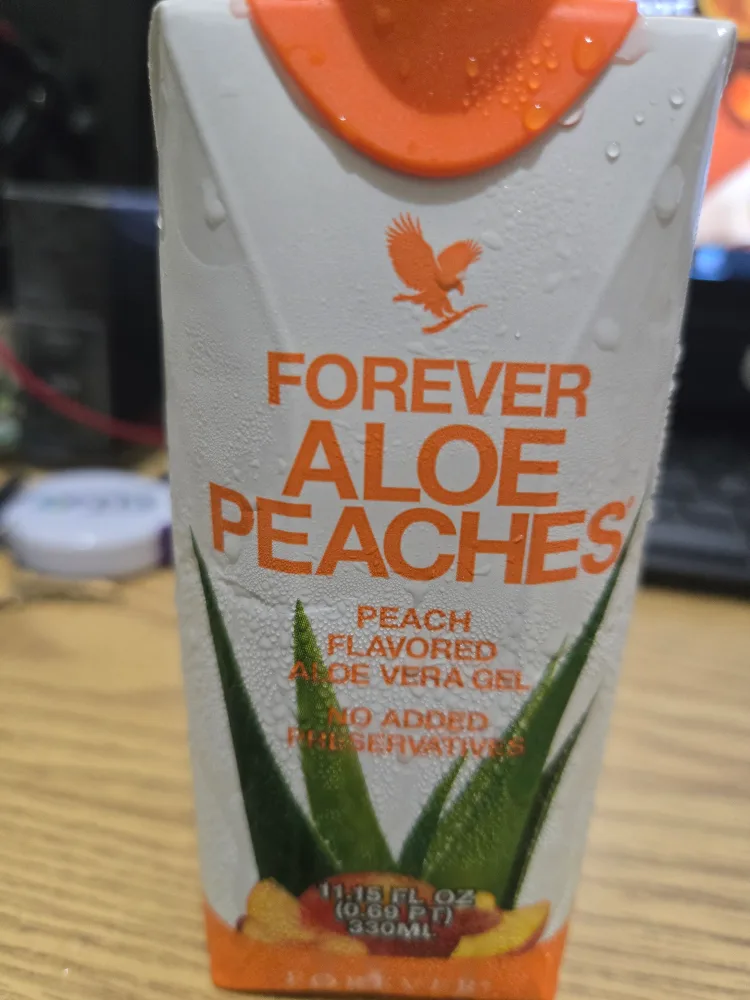 FOREVER
ALOE
PEACHES®
PEACH
FLAVORED
ALOE VERA GEL
NO ADDED
PRESERVATIVES
11.15 FL OZ
(0.69 PT)
330ML
FOREVER